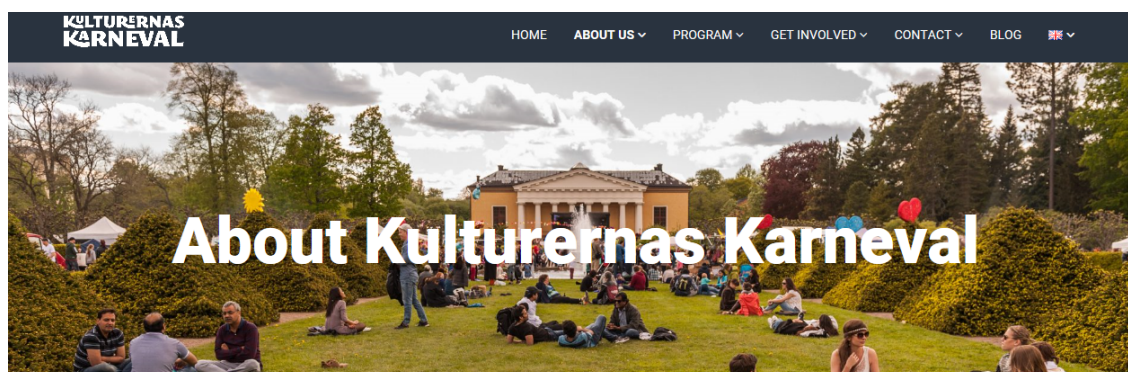 KULTURERNAS
KARNEVAL
HOME ABOUT US PROGRAM GET INVOLVED CONTACT BLOG
About Kulturernas Karneval